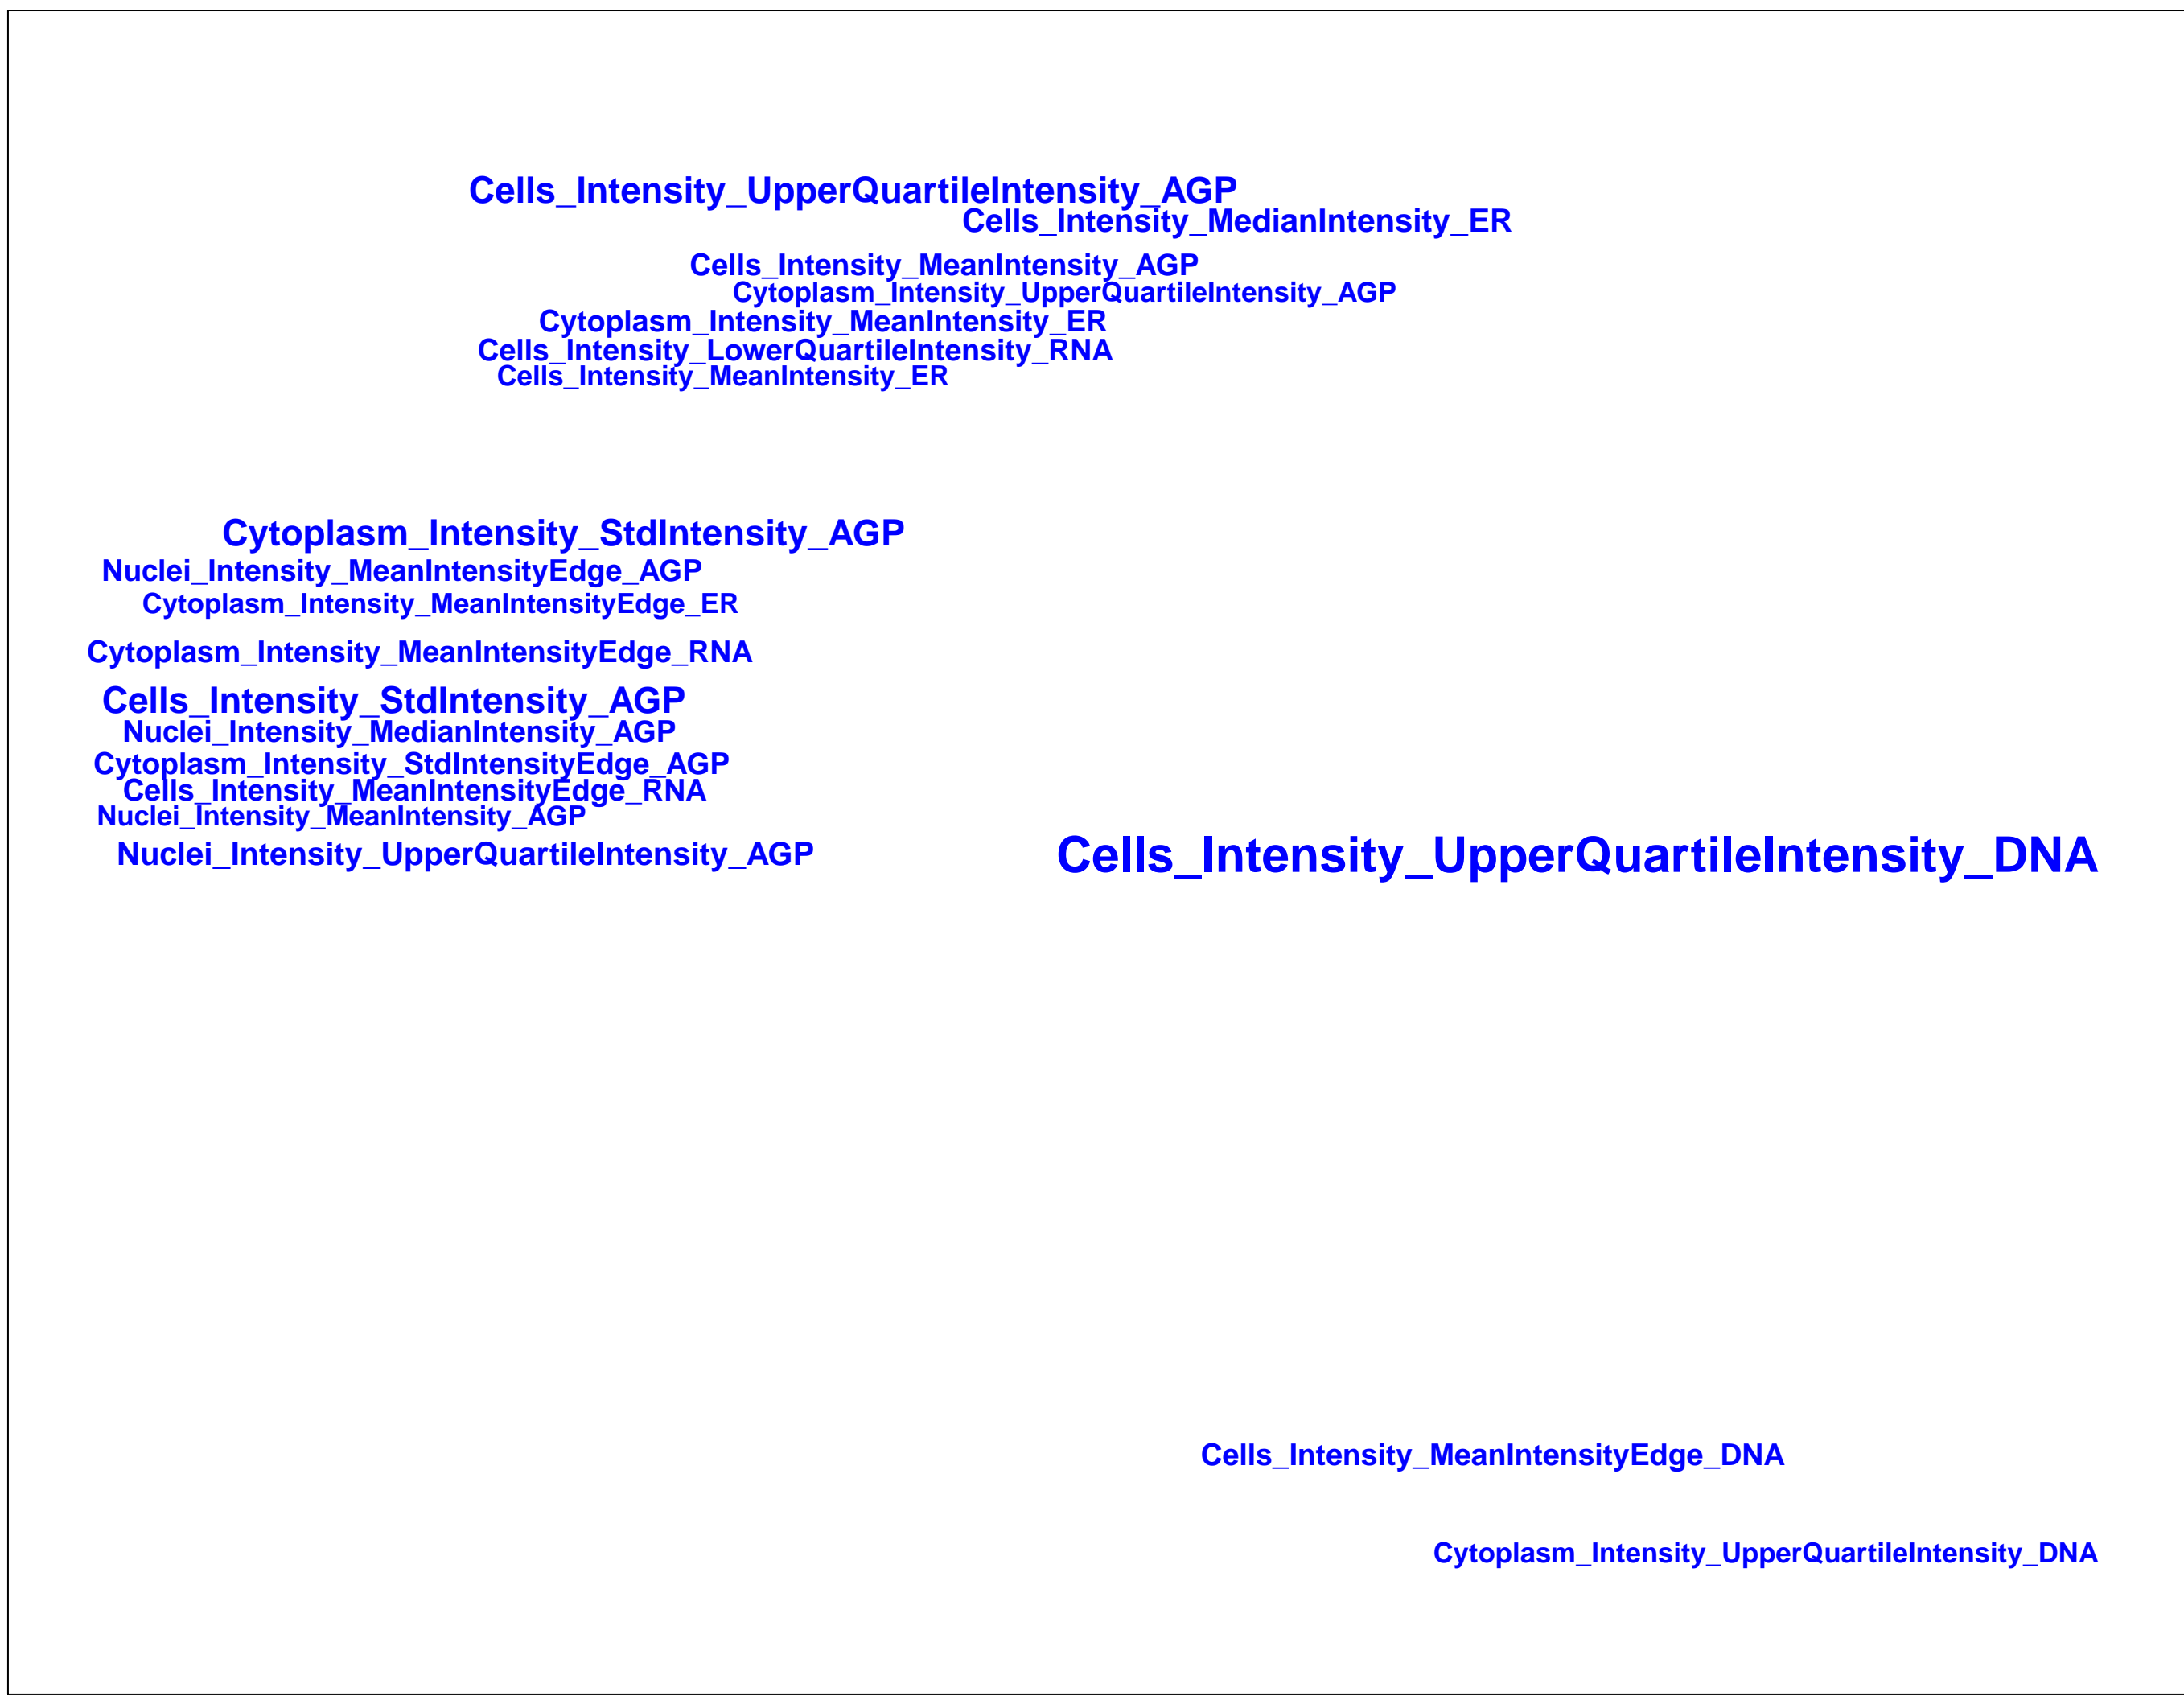 Cells_Intensity_UpperQuartileIntensity_AGP
Cells_Intensity_MedianIntensity_ER
Cells_Intensity_MeanIntensity_AGP
Cytoplasm_Intensity_UpperQuartileIntensity_AGP
Cytoplasm_Intensity_MeanIntensity_ER
Cells_Intensity_LowerQuartileIntensity_RNA
Cells_Intensity_MeanIntensity_ER
Cytoplasm_Intensity_StdIntensity_AGP
Nuclei_Intensity_MeanIntensityEdge_AGP
Cytoplasm_Intensity_MeanIntensityEdge_ER
Cytoplasm_Intensity_MeanIntensityEdge_RNA
Cells_Intensity_StdIntensity_AGP
Nuclei_Intensity_MedianIntensity_AGP
Cytoplasm_Intensity_StdIntensityEdge_AGP
Cells_Intensity_MeanIntensityEdge_RNA
Nuclei_Intensity_MeanIntensity_AGP
Nuclei_Intensity_UpperQuartileIntensity_AGP
Cells_Intensity_UpperQuartileIntensity_DNA
Cells_Intensity_MeanIntensityEdge_DNA
Cytoplasm_Intensity_UpperQuartileIntensity_DNA